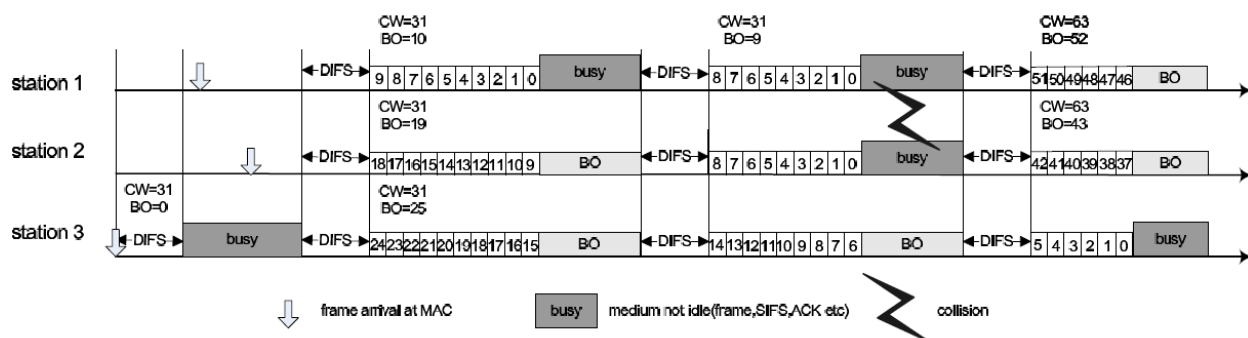 CW=31
BO=10
CW=31
BO=9
CW=63
BO=52
station 1
DIFS
9 8 7 6 5 4 3 2 1 0
busy
DIFS
8 7 6 5 4 3 2 1 0
busy
DIFS
51 50 49 48 47 46
BO
CW=31
BO=19
CW=63
BO=43
station 2
DIFS
18 17 16 15 14 13 12 11 10 9
BO
DIFS
8 7 6 5 4 3 2 1 0
busy
DIFS
42 41 40 39 38 37
BO
CW=31
BO=0
CW=31
BO=25
station 3
DIFS
busy
DIFS
24 23 22 21 20 19 18 17 16 15
BO
DIFS
14 13 12 11 10 9 8 7 6
BO
DIFS
5 4 3 2 1 0
busy
frame arrival at MAC
busy
medium not idle(frame,SIFS,ACK etc)
collision